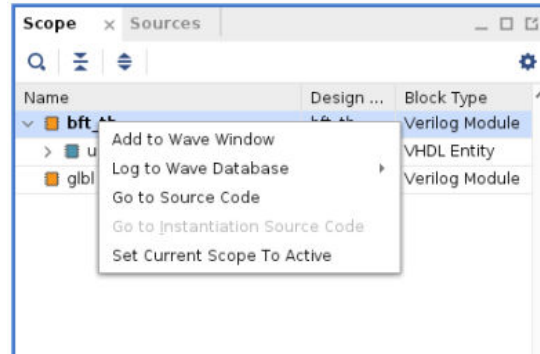 Scope × Sources
Name Design ... Block Type
bft_tb Verilog Module
u VHDL Entity
glbl Verilog Module
Add to Wave Window
Log to Wave Database
Go to Source Code
Go to Instantiation Source Code
Set Current Scope To Active